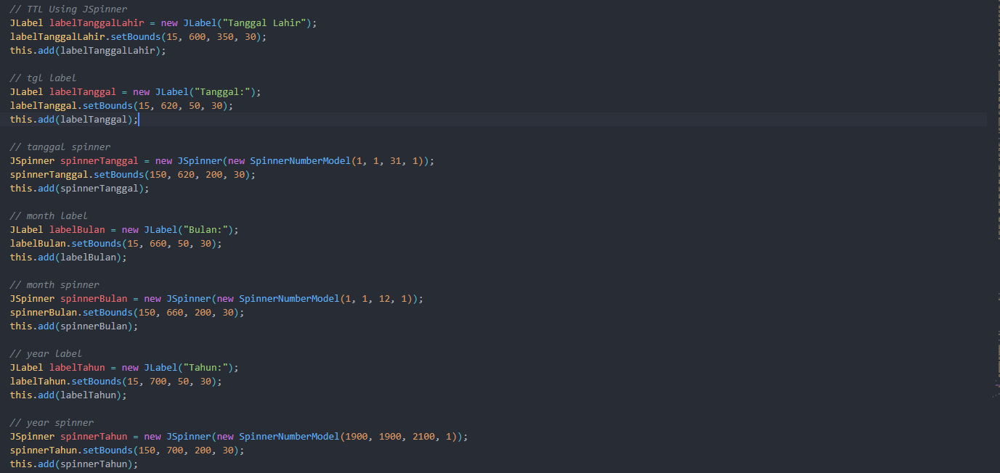 // TTL Using JSpinner
JLabel labelTanggalLahir = new JLabel("Tanggal Lahir");
labelTanggalLahir.setBounds(15, 600, 350, 30);
this.add(labelTanggalLahir);
// tgl label
JLabel labelTanggal = new JLabel("Tanggal:");
labelTanggal.setBounds(15, 620, 50, 30);
this.add(labelTanggal);
// tanggal spinner
JSpinner spinnerTanggal = new JSpinner(new SpinnerNumberModel(1, 1, 31, 1));
spinnerTanggal.setBounds(150, 620, 200, 30);
this.add(spinnerTanggal);
// month label
JLabel labelBulan = new JLabel("Bulan:");
labelBulan.setBounds(15, 660, 50, 30);
this.add(labelBulan);
// month spinner
JSpinner spinnerBulan = new JSpinner(new SpinnerNumberModel(1, 1, 12, 1));
spinnerBulan.setBounds(150, 660, 200, 30);
this.add(spinnerBulan);
// year label
JLabel labelTahun = new JLabel("Tahun:");
labelTahun.setBounds(15, 700, 50, 30);
this.add(labelTahun);
// year spinner
JSpinner spinnerTahun = new JSpinner(new SpinnerNumberModel(1900, 1900, 2100, 1));
spinnerTahun.setBounds(150, 700, 200, 30);
this.add(spinnerTahun);